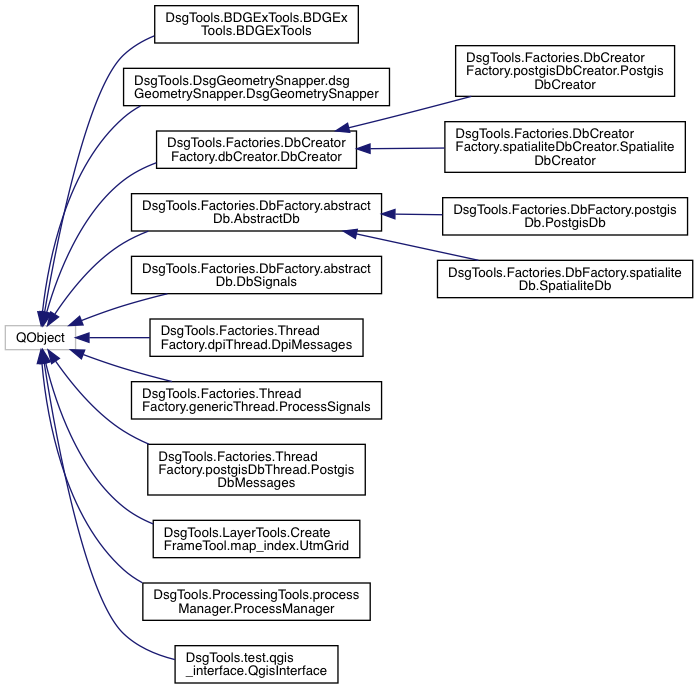 DsgTools.BDGExTools.BDGEx
Tools.BDGExTools
DsgTools.DsgGeometrySnapper.dsg
GeometrySnapper.DsgGeometrySnapper
DsgTools.Factories.DbCreator
Factory.dbCreator.DbCreator
DsgTools.Factories.DbCreator
Factory.postgisDbCreator.Postgis
DbCreator
DsgTools.Factories.DbCreator
Factory.spatialiteDbCreator.Spatialite
DbCreator
DsgTools.Factories.DbFactory.abstract
Db.AbstractDb
DsgTools.Factories.DbFactory.postgis
Db.PostgisDb
DsgTools.Factories.DbFactory.spatialite
Db.SpatialiteDb
DsgTools.Factories.DbFactory.abstract
Db.DbSignals
QObject
DsgTools.Factories.Thread
Factory.dpiThread.DpiMessages
DsgTools.Factories.Thread
Factory.genericThread.ProcessSignals
DsgTools.Factories.Thread
Factory.postgisDbThread.Postgis
DbMessages
DsgTools.LayerTools.Create
FrameTool.map_index.UtmGrid
DsgTools.ProcessingTools.process
Manager.ProcessManager
DsgTools.test.qgis
_interface.QgisInterface